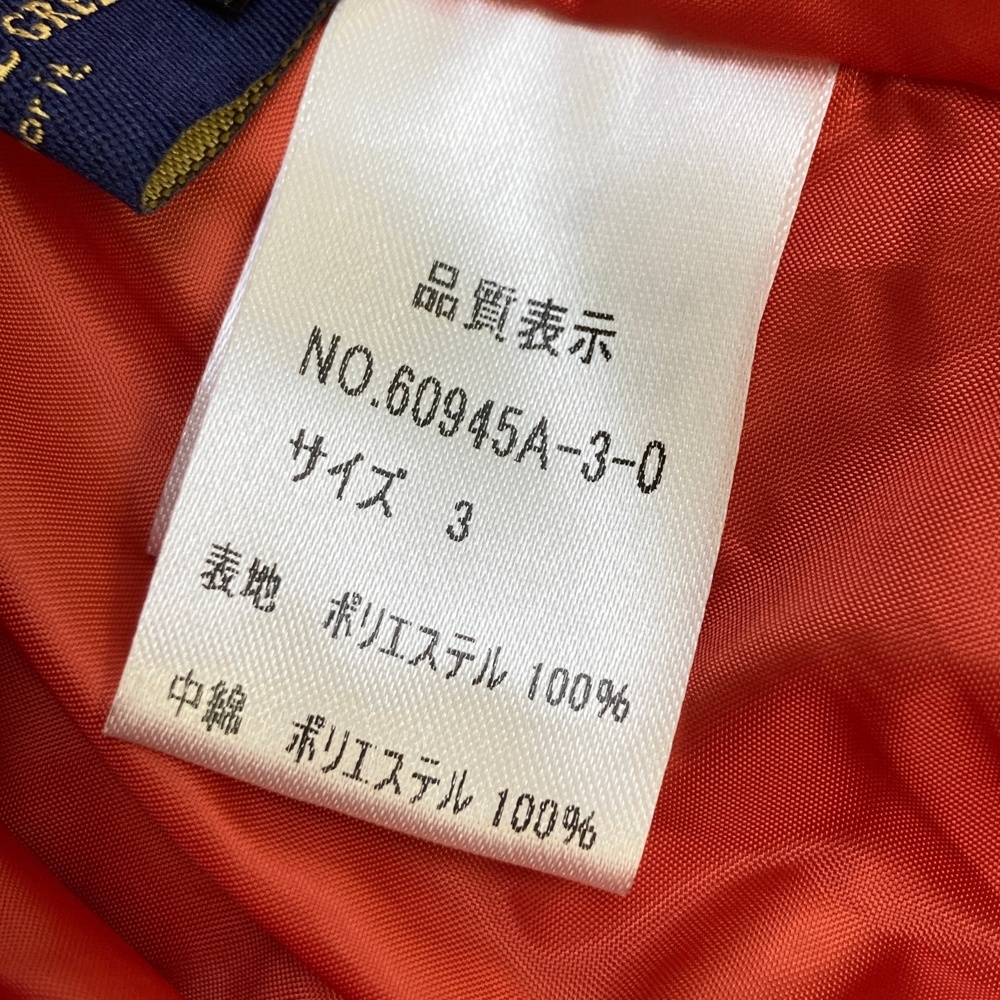 品質表示
NO.60945A-3-0
サイズ 3
表地 ポリエステル 100%
中綿 ポリエステル 100%